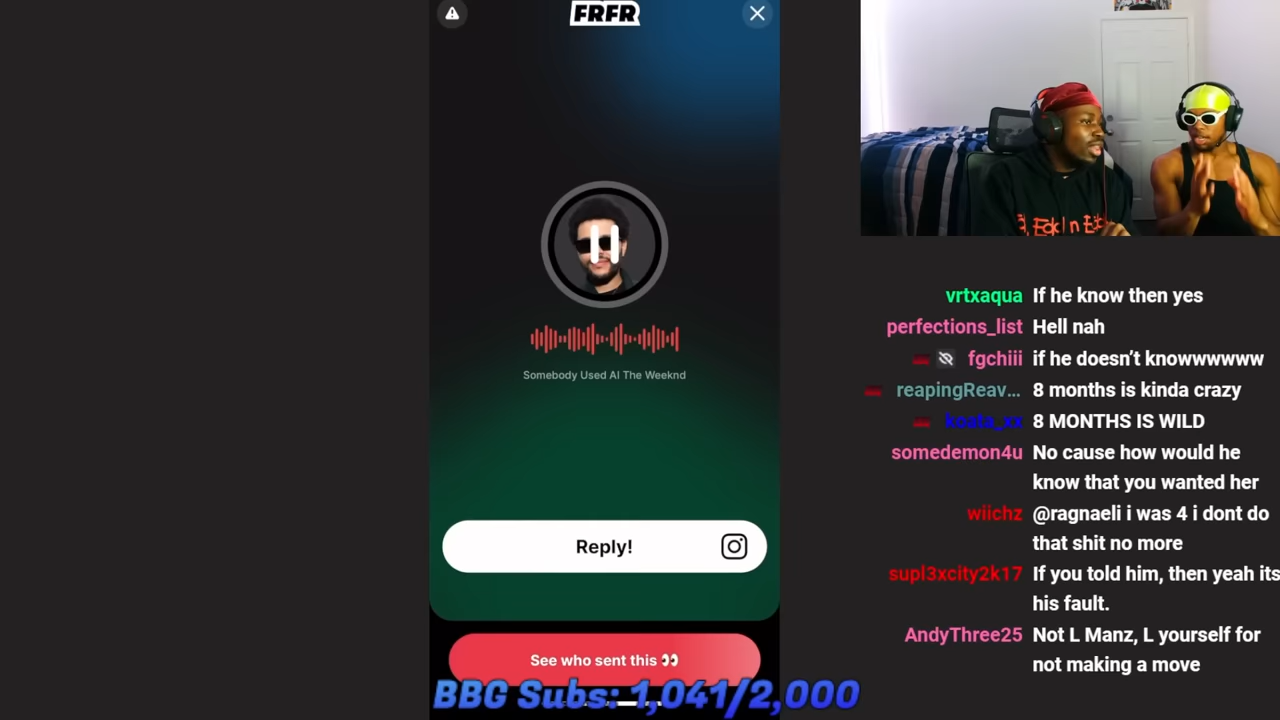 FRFR
Somebody Used AI The Weeknd
Reply!
See who sent this 👀
BBG Subs: 1,041/2,000
vrtxaqua If he know then yes
perfections_list Hell nah
fgchiii if he doesn’t knowwwwww
reapingReav… 8 months is kinda crazy
koata_xx 8 MONTHS IS WILD
somedemon4u No cause how would he
know that you wanted her
wiichz @ragnaeli i was 4 i dont do
that shit no more
supl3xcity2k17 If you told him, then yeah its
his fault.
AndyThree25 Not L Manz, L yourself for
not making a move